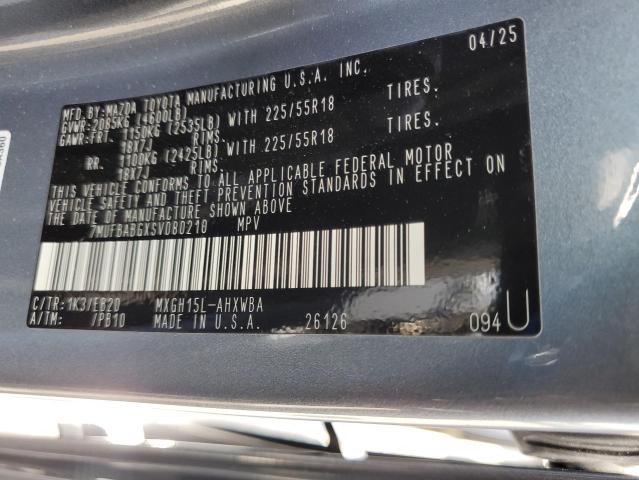 04/25
MFD.BY:MAZDA TOYOTA MANUFACTURING U.S.A. INC.
GVWR:2085KG (4600LB) TIRES:
GAWR:FRT 1150KG (2535LB) WITH 225/55R18
18X7J RIMS. TIRES:
RR 1100KG (2425LB) WITH 225/55R18
18X7J RIMS.
THIS VEHICLE CONFORMS TO ALL APPLICABLE FEDERAL MOTOR
VEHICLE SAFETY AND THEFT PREVENTION STANDARDS IN EFFECT ON
THE DATE OF MANUFACTURE SHOWN ABOVE
7MUFBABGXSV080210 MPV
C/TR:1K3/EB20 MXGH15L-AHXWBA
A/TM: /PB10 MADE IN U.S.A. 26126 094 U